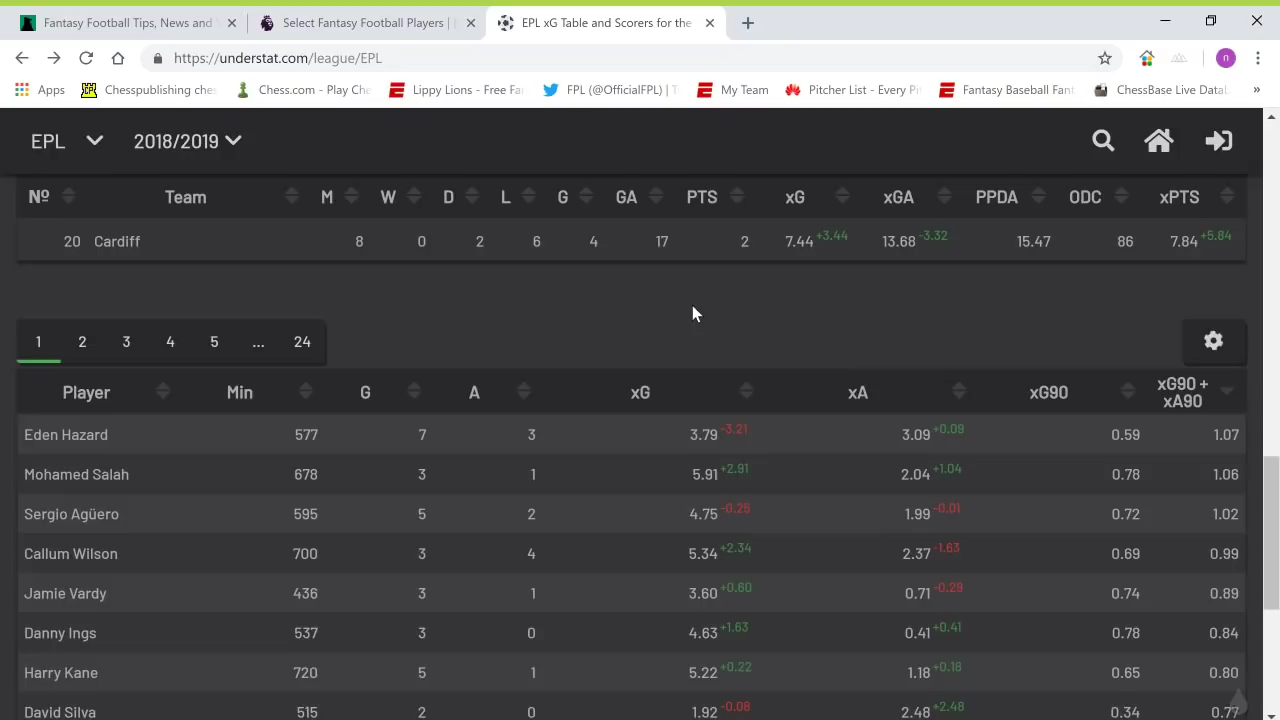 Fantasy Football Tips, News and
Select Fantasy Football Players |
EPL xG Table and Scorers for the
https://understat.com/league/EPL
n
Apps
Chesspublishing.ches
Chess.com - Play Che
Lippy Lions - Free Fa
FPL (@OfficialFPL) | T
My Team
Pitcher List - Every Pi
Fantasy Baseball Fant
ChessBase Live Datab
»
EPL 2018/2019
Nº Team M W D L G GA PTS xG xGA PPDA ODC xPTS
20 Cardiff 8 0 2 6 4 17 2 7.44 +3.44 13.68 -3.32 15.47 86 7.84 +5.84
1 2 3 4 5 ... 24
Player Min G A xG xA xG90 xG90 + xA90
Eden Hazard 577 7 3 3.79 -3.21 3.09 +0.09 0.59 1.07
Mohamed Salah 678 3 1 5.91 +2.91 2.04 +1.04 0.78 1.06
Sergio Agüero 595 5 2 4.75 -0.25 1.99 -0.01 0.72 1.02
Callum Wilson 700 3 4 5.34 +2.34 2.37 -1.63 0.69 0.99
Jamie Vardy 436 3 1 3.60 +0.60 0.71 -0.29 0.74 0.89
Danny Ings 537 3 0 4.63 +1.63 0.41 +0.41 0.78 0.84
Harry Kane 720 5 1 5.22 +0.22 1.18 +0.18 0.65 0.80
David Silva 515 2 0 1.92 -0.08 2.48 +2.48 0.34 0.77